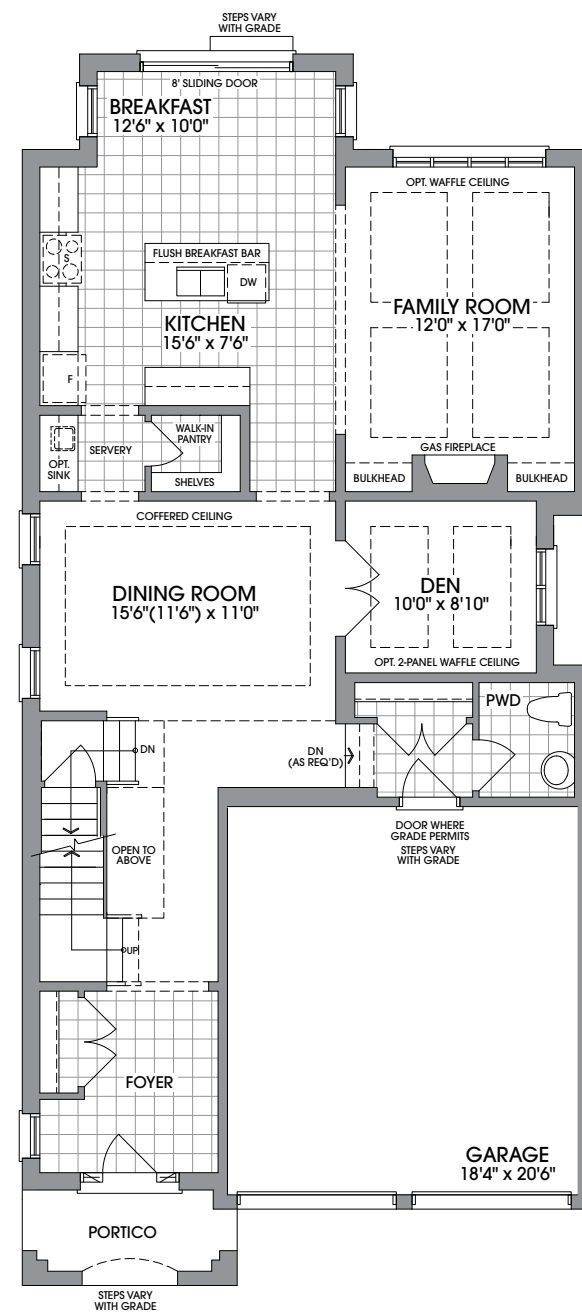 STEPS VARY
WITH GRADE
8' SLIDING DOOR
BREAKFAST
12'6" x 10'0"
OPT. WAFFLE CEILING
FLUSH BREAKFAST BAR
S
DW
FAMILY ROOM
12'0" x 17'0"
KITCHEN
15'6" x 7'6"
F
WALK-IN
PANTRY
SERVERY
OPT.
SINK
SHELVES
GAS FIREPLACE
BULKHEAD
BULKHEAD
COFFERED CEILING
DINING ROOM
15'6"(11'6") x 11'0"
DEN
10'0" x 8'10"
OPT. 2-PANEL WAFFLE CEILING
PWD
DN
DN
(AS REQ'D)
OPEN TO
ABOVE
DOOR WHERE
GRADE PERMITS
STEPS VARY
WITH GRADE
UP
FOYER
GARAGE
18'4" x 20'6"
PORTICO
STEPS VARY
WITH GRADE